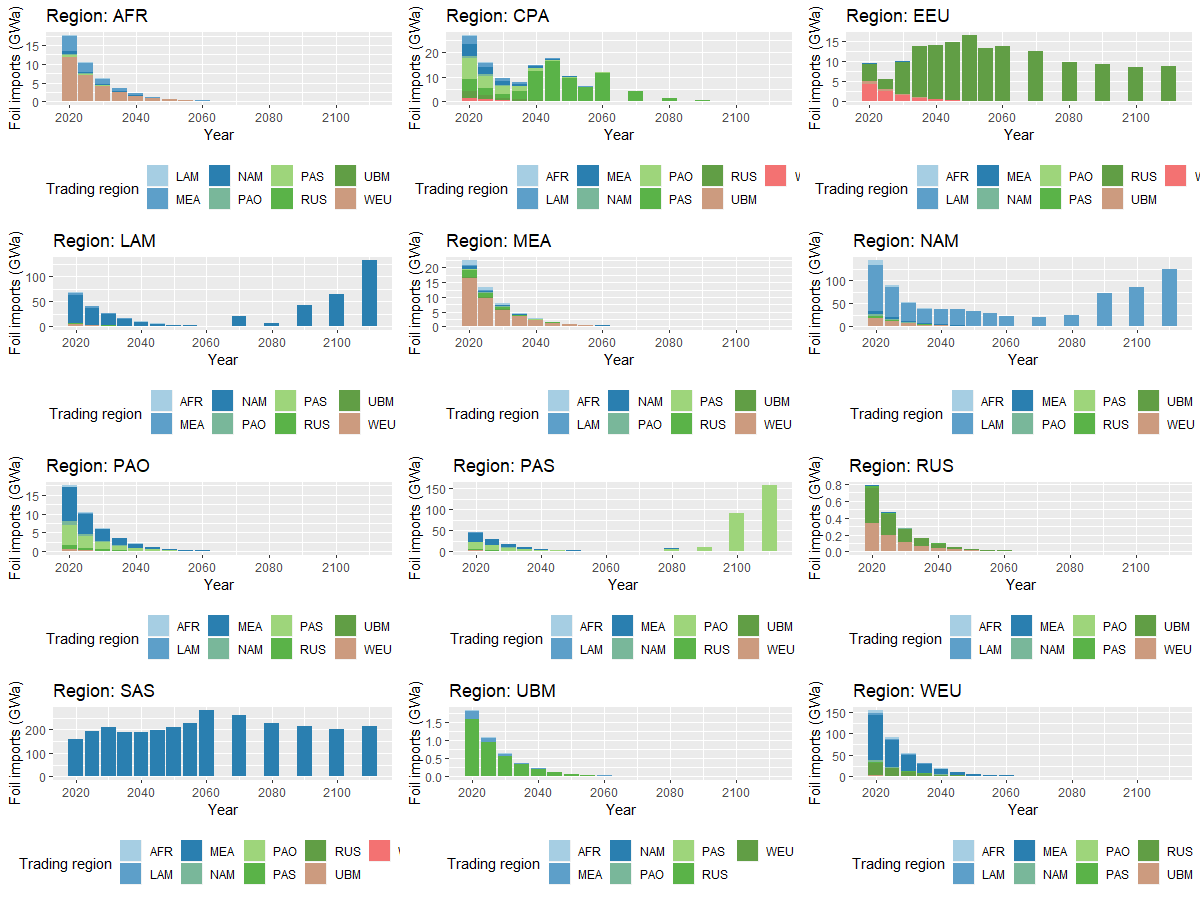 Region: AFR
Foil imports (GWa)
15
10
5
0
2020 2040 2060 2080 2100
Year
Trading region
LAM NAM PAS UBM
MEA PAO RUS WEU
Region: CPA
Foil imports (GWa)
20
10
0
2020 2040 2060 2080 2100
Year
Trading region
AFR MEA PAO RUS
LAM NAM PAS UBM
Region: EEU
Foil imports (GWa)
15
10
5
0
2020 2040 2060 2080 2100
Year
Trading region
AFR MEA PAO RUS
LAM NAM PAS UBM
Region: LAM
Foil imports (GWa)
100
50
0
2020 2040 2060 2080 2100
Year
Trading region
AFR NAM PAS UBM
MEA PAO RUS WEU
Region: MEA
Foil imports (GWa)
20
15
10
5
0
2020 2040 2060 2080 2100
Year
Trading region
AFR NAM PAS UBM
LAM PAO RUS WEU
Region: NAM
Foil imports (GWa)
100
50
0
2020 2040 2060 2080 2100
Year
Trading region
AFR MEA PAS UBM
LAM PAO RUS WEU
Region: PAO
Foil imports (GWa)
15
10
5
0
2020 2040 2060 2080 2100
Year
Trading region
AFR MEA PAS UBM
LAM NAM RUS WEU
Region: PAS
Foil imports (GWa)
150
100
50
0
2020 2040 2060 2080 2100
Year
Trading region
AFR MEA PAO UBM
LAM NAM RUS WEU
Region: RUS
Foil imports (GWa)
0.8
0.6
0.4
0.2
0.0
2020 2040 2060 2080 2100
Year
Trading region
AFR MEA PAO UBM
LAM NAM PAS WEU
Region: SAS
Foil imports (GWa)
200
100
0
2020 2040 2060 2080 2100
Year
Trading region
AFR MEA PAO RUS
LAM NAM PAS UBM
Region: UBM
Foil imports (GWa)
1.5
1.0
0.5
0.0
2020 2040 2060 2080 2100
Year
Trading region
AFR NAM PAS WEU
MEA PAO RUS
Region: WEU
Foil imports (GWa)
150
100
50
0
2020 2040 2060 2080 2100
Year
Trading region
AFR MEA PAO RUS
LAM NAM PAS UBM